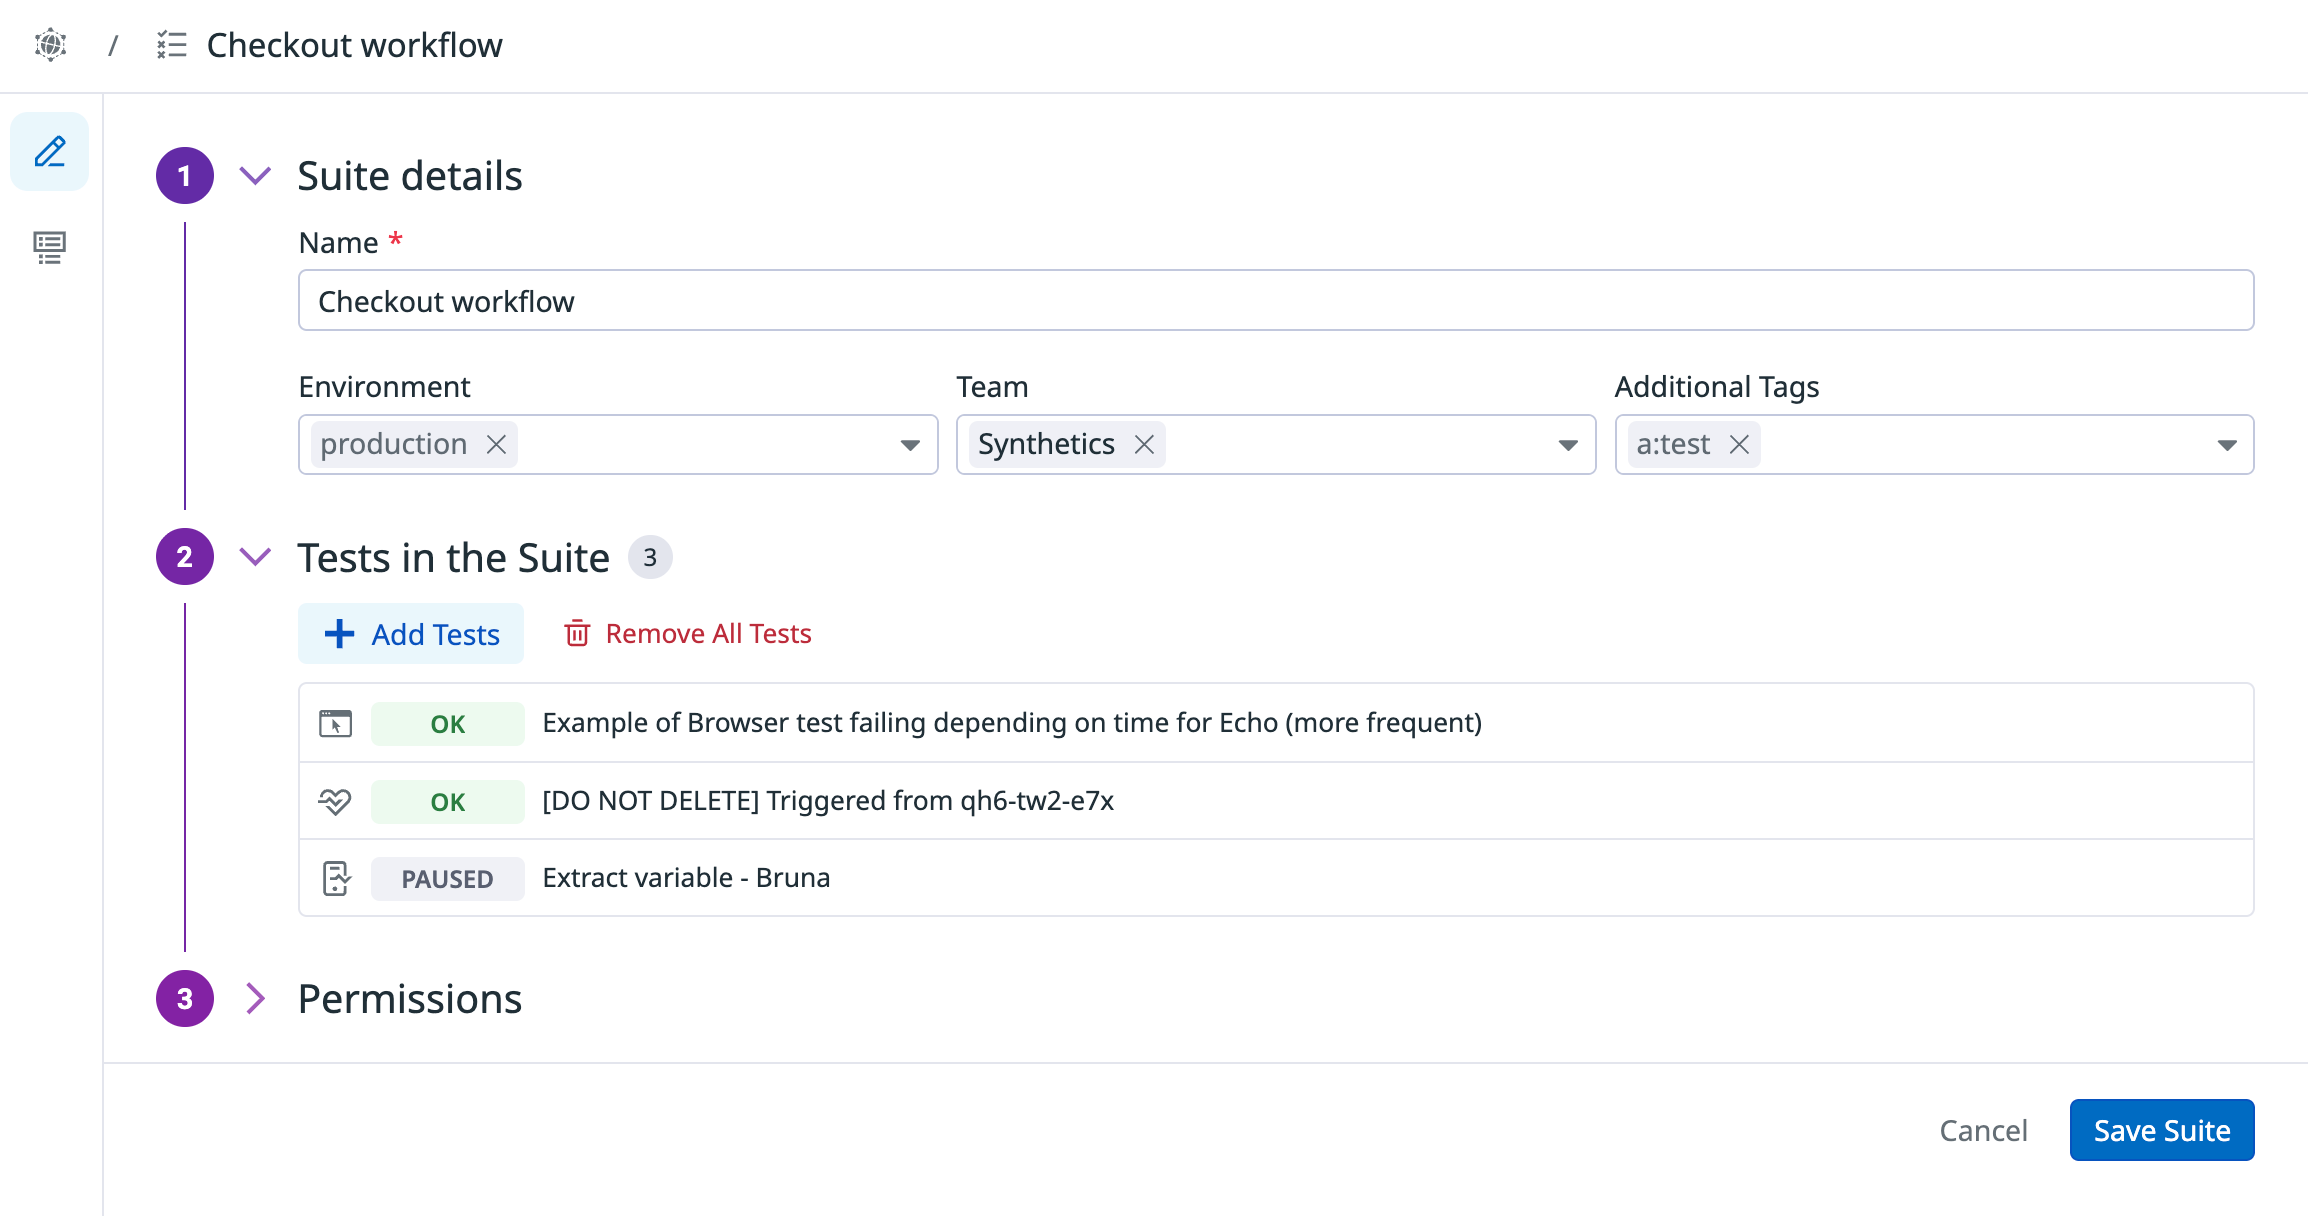 / Checkout workflow
1 Suite details
Name *
Checkout workflow
Environment Team Additional Tags
production Synthetics a:test
2 Tests in the Suite 3
Add Tests Remove All Tests
OK Example of Browser test failing depending on time for Echo (more frequent)
OK [DO NOT DELETE] Triggered from qh6-tw2-e7x
PAUSED Extract variable - Bruna
3 Permissions
Cancel Save Suite